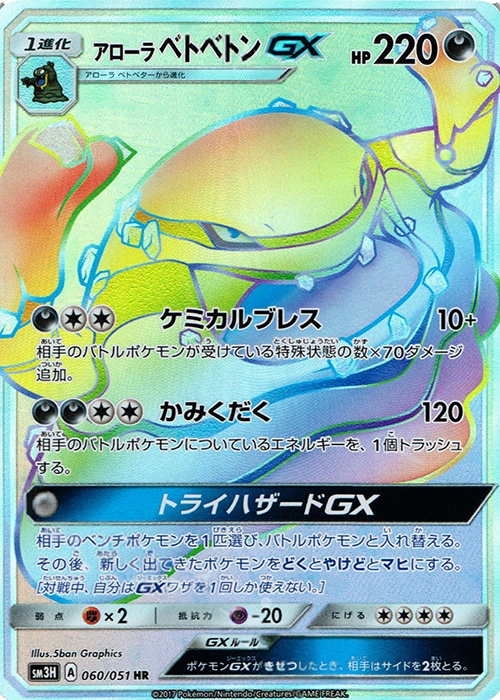 1進化 アローラ ベトベトンGX HP220
アローラ ベトベターから進化
ケミカルブレス 10+
相手のバトルポケモンが受けている特殊状態の数×70ダメージ
追加。
かみくだく 120
相手のバトルポケモンについているエネルギーを、1個トラッシュ
する。
トライハザードGX
相手のベンチポケモンを1匹選び、バトルポケモンと入れ替える。
その後、新しく出てきたポケモンをどくとやけどとマヒにする。
[対戦中、自分はGXワザを1回しか使えない。]
弱点 ×2 抵抗力 -20 にげる
Illus.5ban Graphics
GXルール
ポケモンGXがきぜつしたとき、相手はサイドを2枚とる。
SM3H A 060/051 HR
©2017 Pokémon/Nintendo/Creatures/GAME FREAK.